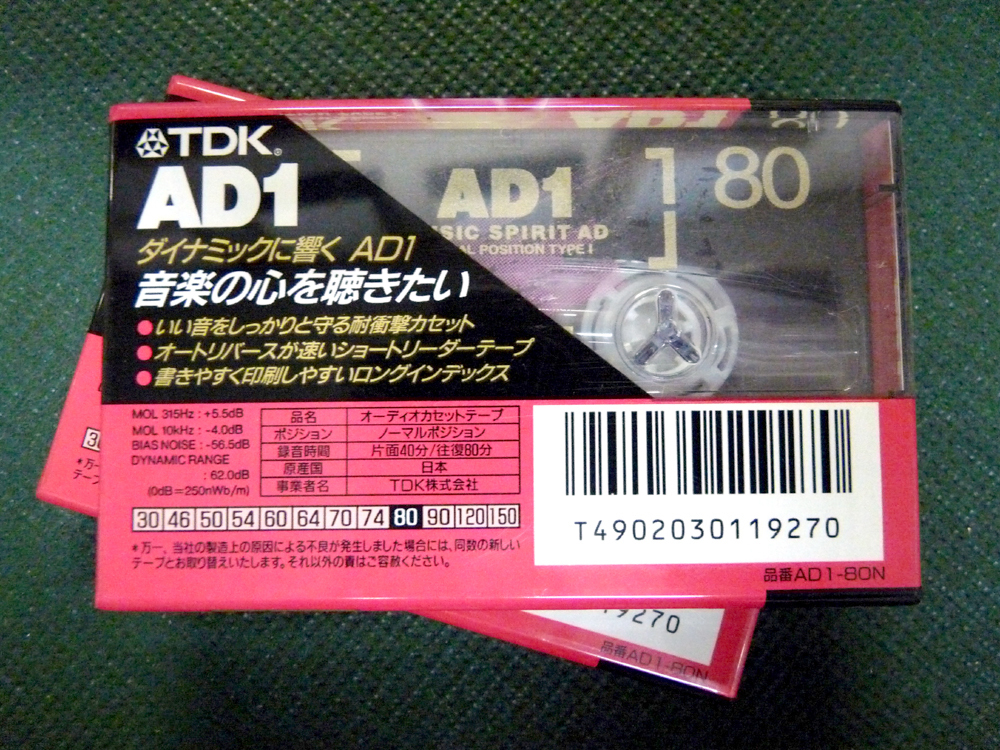 TDK®
AD1
ダイナミックに響く AD1
音楽の心を聴きたい
●いい音をしっかりと守る耐衝撃カセット
●オートリバースが速いショートリーダーテープ
●書きやすく印刷しやすいロングインデックス
AD1
SPIRIT AD
POSITION TYPE I
80
MOL 315Hz : +5.5dB
MOL 10kHz : -4.0dB
BIAS NOISE : -56.5dB
DYNAMIC RANGE
: 62.0dB
(0dB=250nWb/m)
品名 オーディオカセットテープ
ポジション ノーマルポジション
録音時間 片面40分/往復80分
原産国 日本
事業者名 TDK株式会社
30 46 50 54 60 64 70 74 80 90 120 150
*万一、当社の製造上の原因による不良が発生しました場合には、同数の新しい
テープとお取り替えいたします。それ以外の責はご容赦ください。
T4902030119270
品番AD1-80N
19270
品番AD1-80N